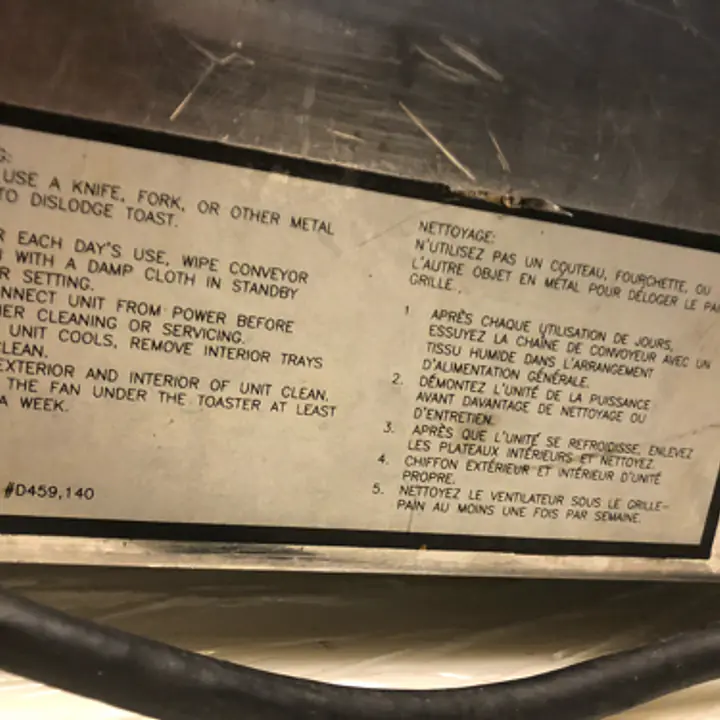 G:
USE A KNIFE, FORK, OR OTHER METAL
TO DISLODGE TOAST.
R EACH DAY'S USE, WIPE CONVEYOR
WITH A DAMP CLOTH IN STANDBY
R SETTING.
NNECT UNIT FROM POWER BEFORE
HER CLEANING OR SERVICING.
UNIT COOLS, REMOVE INTERIOR TRAYS
CLEAN.
EXTERIOR AND INTERIOR OF UNIT CLEAN.
THE FAN UNDER THE TOASTER AT LEAST
A WEEK.
#D459,140
NETTOYAGE:
N'UTILISEZ PAS UN COUTEAU, FOURCHETTE, OU
L'AUTRE OBJET EN METAL POUR DÉLOGER LE PAI
GRILLE.
1 APRÈS CHAQUE UTILISATION DE JOURS,
ESSUYEZ LA CHAÎNE DE CONVOYEUR AVEC UN
TISSU HUMIDE DANS L'ARRANGEMENT
D'ALIMENTATION GÉNÉRALE.
2. DÉMONTEZ L'UNITÉ DE LA PUISSANCE
AVANT DAVANTAGE DE NETTOYAGE OU
D'ENTRETIEN.
3. APRÈS QUE L'UNITÉ SE REFROIDISSE, ENLEVEZ
LES PLATEAUX INTÉRIEURS ET NETTOYEZ.
4. CHIFFON EXTÉRIEUR ET INTÉRIEUR D'UNITÉ
PROPRE.
5. NETTOYEZ LE VENTILATEUR SOUS LE GRILLE-
PAIN AU MOINS UNE FOIS PAR SEMAINE.